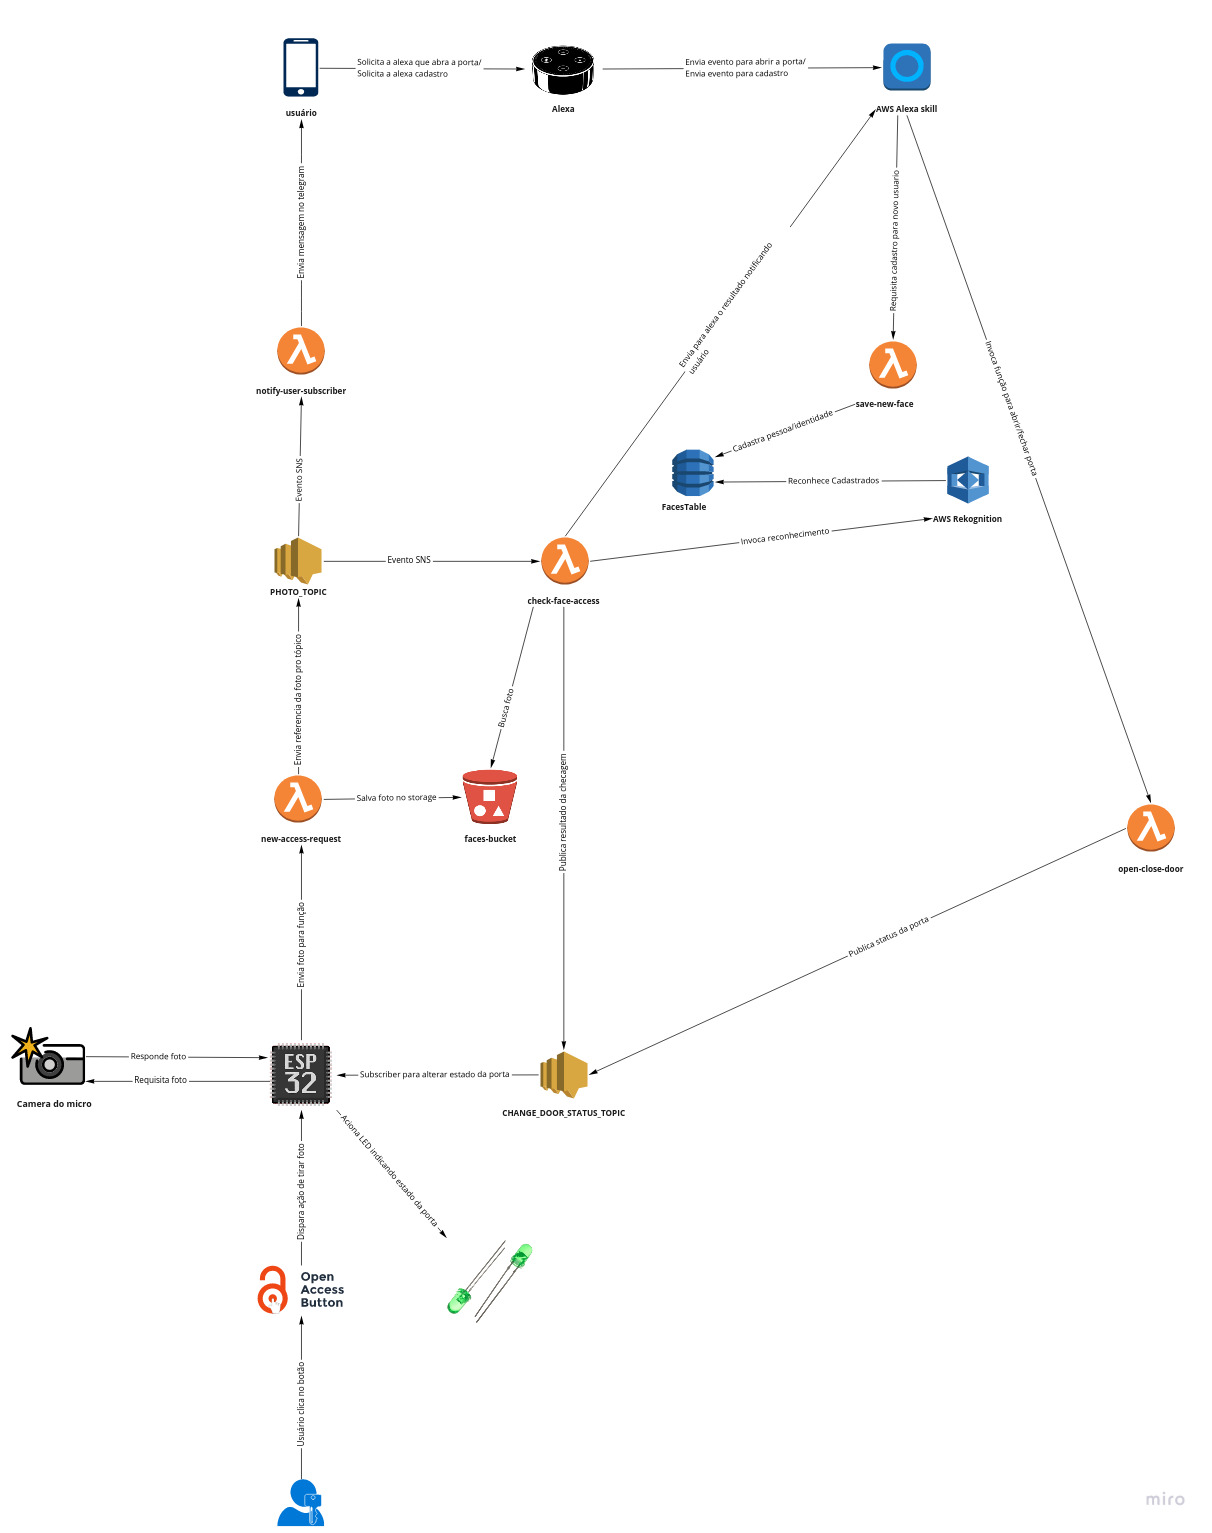 Solicita a alexa que abra a porta/
Solicita a alexa cadastro
Envia evento para abrir a porta/
Envia evento para cadastro
usuário
Alexa
AWS Alexa skill
Envia mensagem no telegram
Requisita cadastro para novo usuario
Envia para alexa o resultado notificando
usuário
Invoca função para abrir/fechar porta
notify-user-subscriber
save-new-face
Cadastra pessoa/identidade
Evento SNS
Reconhece Cadastrados
FacesTable
AWS Rekognition
Invoca reconhecimento
Evento SNS
PHOTO_TOPIC
check-face-access
Envia referencia da foto pro tópico
Busca foto
Publica resultado da checagem
Salva foto no storage
new-access-request
faces-bucket
open-close-door
Envia foto para função
Publica status da porta
Responde foto
Requisita foto
ESP
32
Subscriber para alterar estado da porta
Camera do micro
CHANGE_DOOR_STATUS_TOPIC
Aciona LED indicando estado da porta
Dispara ação de tirar foto
Open
Access
Button
Usuário clica no botão
miro